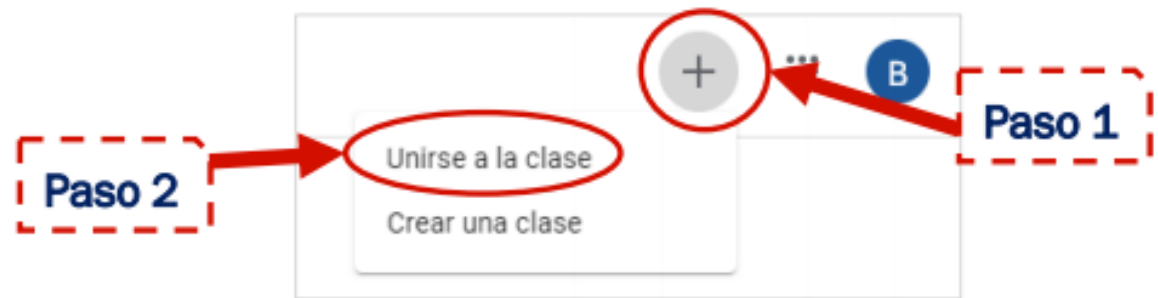 + ... B
Paso 1
Unirse a la clase
Paso 2
Crear una clase